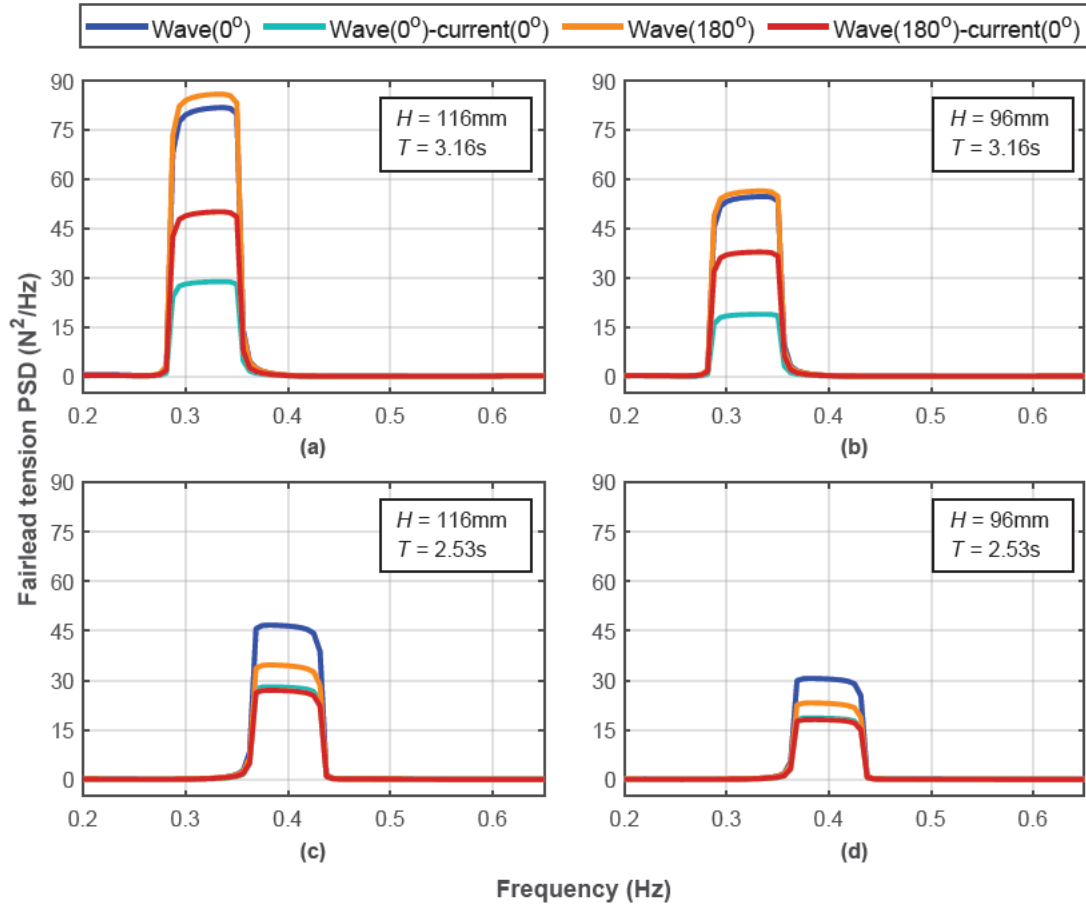 Wave(0°) Wave(0°)-current(0°) Wave(180°) Wave(180°)-current(0°)
Fairlead tension PSD (N²/Hz)
90
75
60
45
30
15
0
H = 116mm
T = 3.16s
0.2 0.3 0.4 0.5 0.6
(a)
90
75
60
45
30
15
0
H = 96mm
T = 3.16s
0.2 0.3 0.4 0.5 0.6
(b)
90
75
60
45
30
15
0
H = 116mm
T = 2.53s
0.2 0.3 0.4 0.5 0.6
(c)
90
75
60
45
30
15
0
H = 96mm
T = 2.53s
0.2 0.3 0.4 0.5 0.6
(d)
Frequency (Hz)